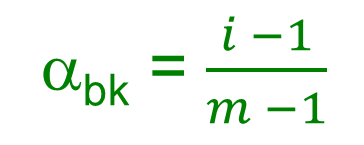 α_bk = (i − 1)/(m − 1)